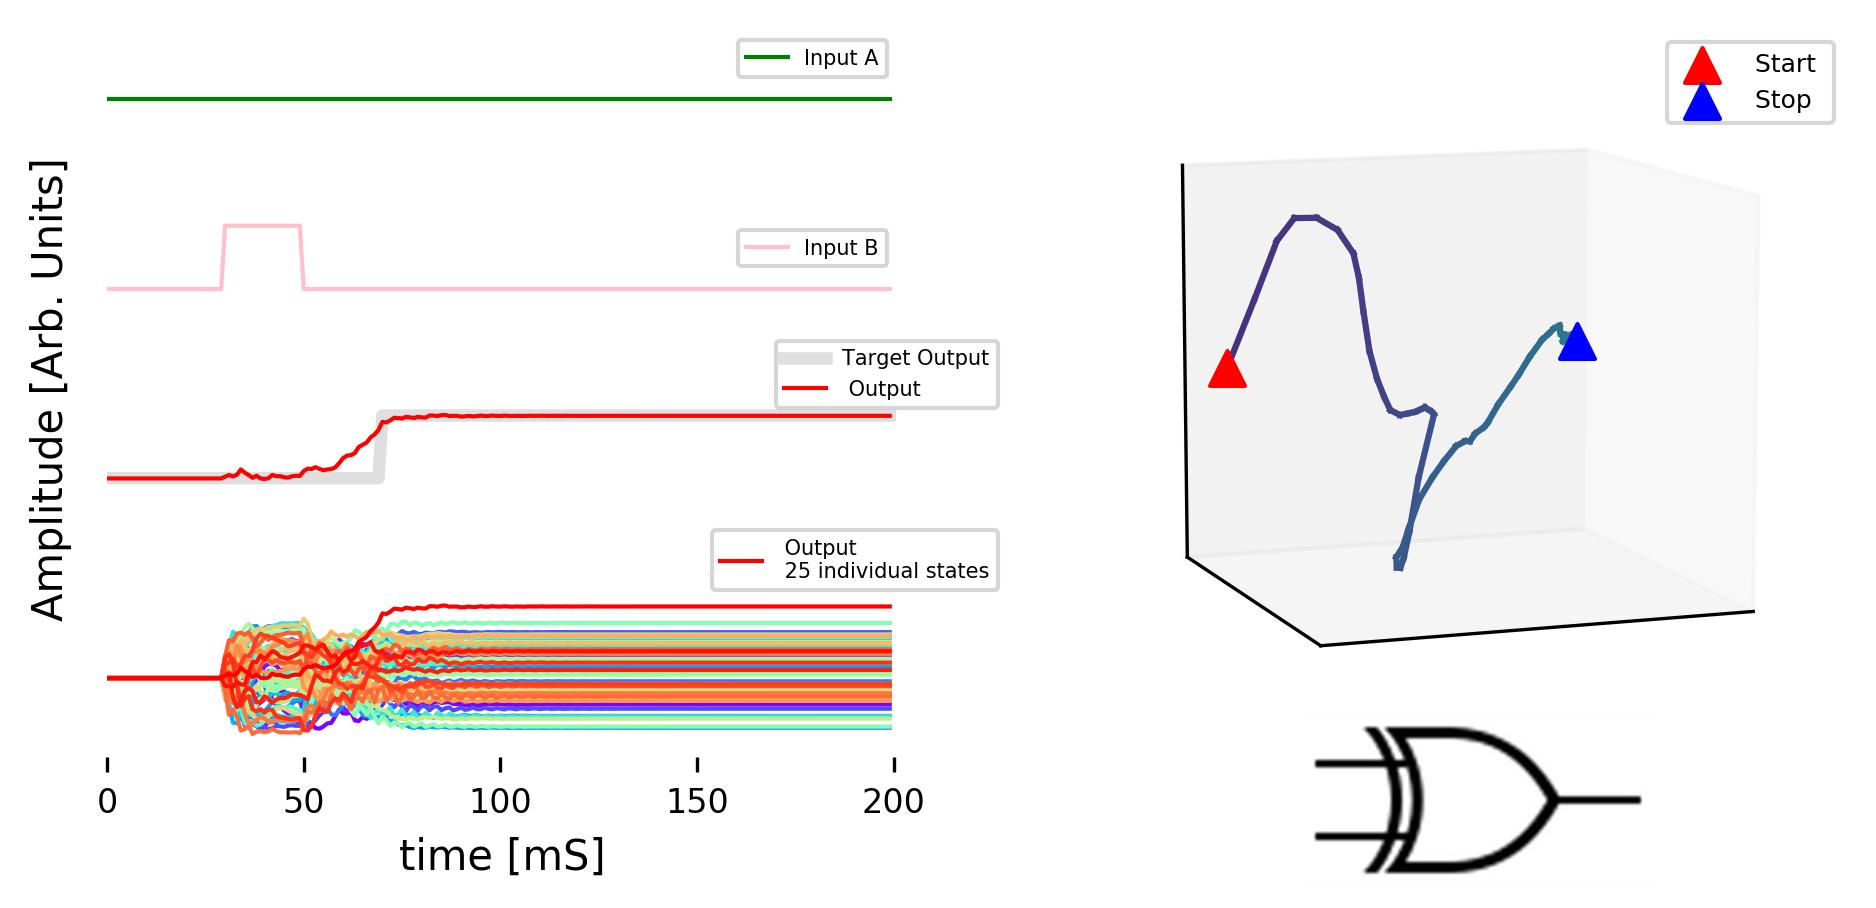 Input A
Input B
Target Output
Output
Output
25 individual states
Amplitude [Arb. Units]
0 50 100 150 200
time [mS]
Start
Stop